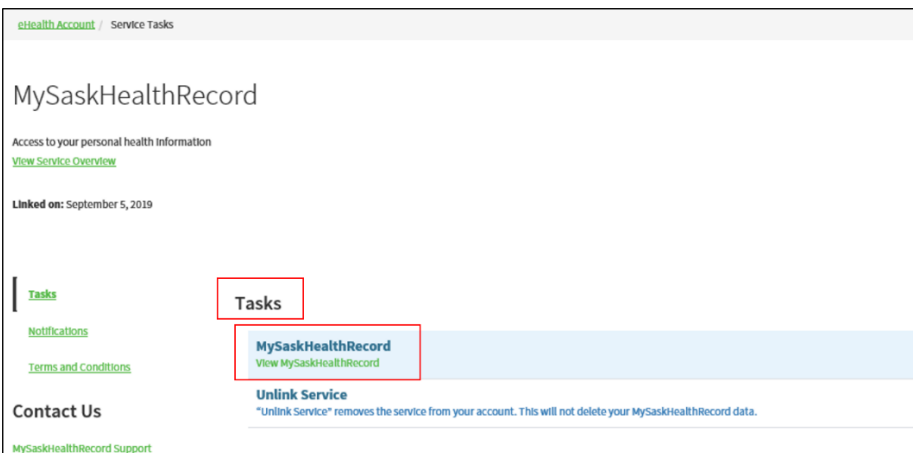 eHealth Account / Service Tasks
MySaskHealthRecord
Access to your personal health information
View Service Overview
Linked on: September 5, 2019
Tasks
Notifications
Terms and Conditions
Contact Us
MySaskHealthRecord Support
Tasks
MySaskHealthRecord
View MySaskHealthRecord
Unlink Service
"Unlink Service" removes the service from your account. This will not delete your MySaskHealthRecord data.